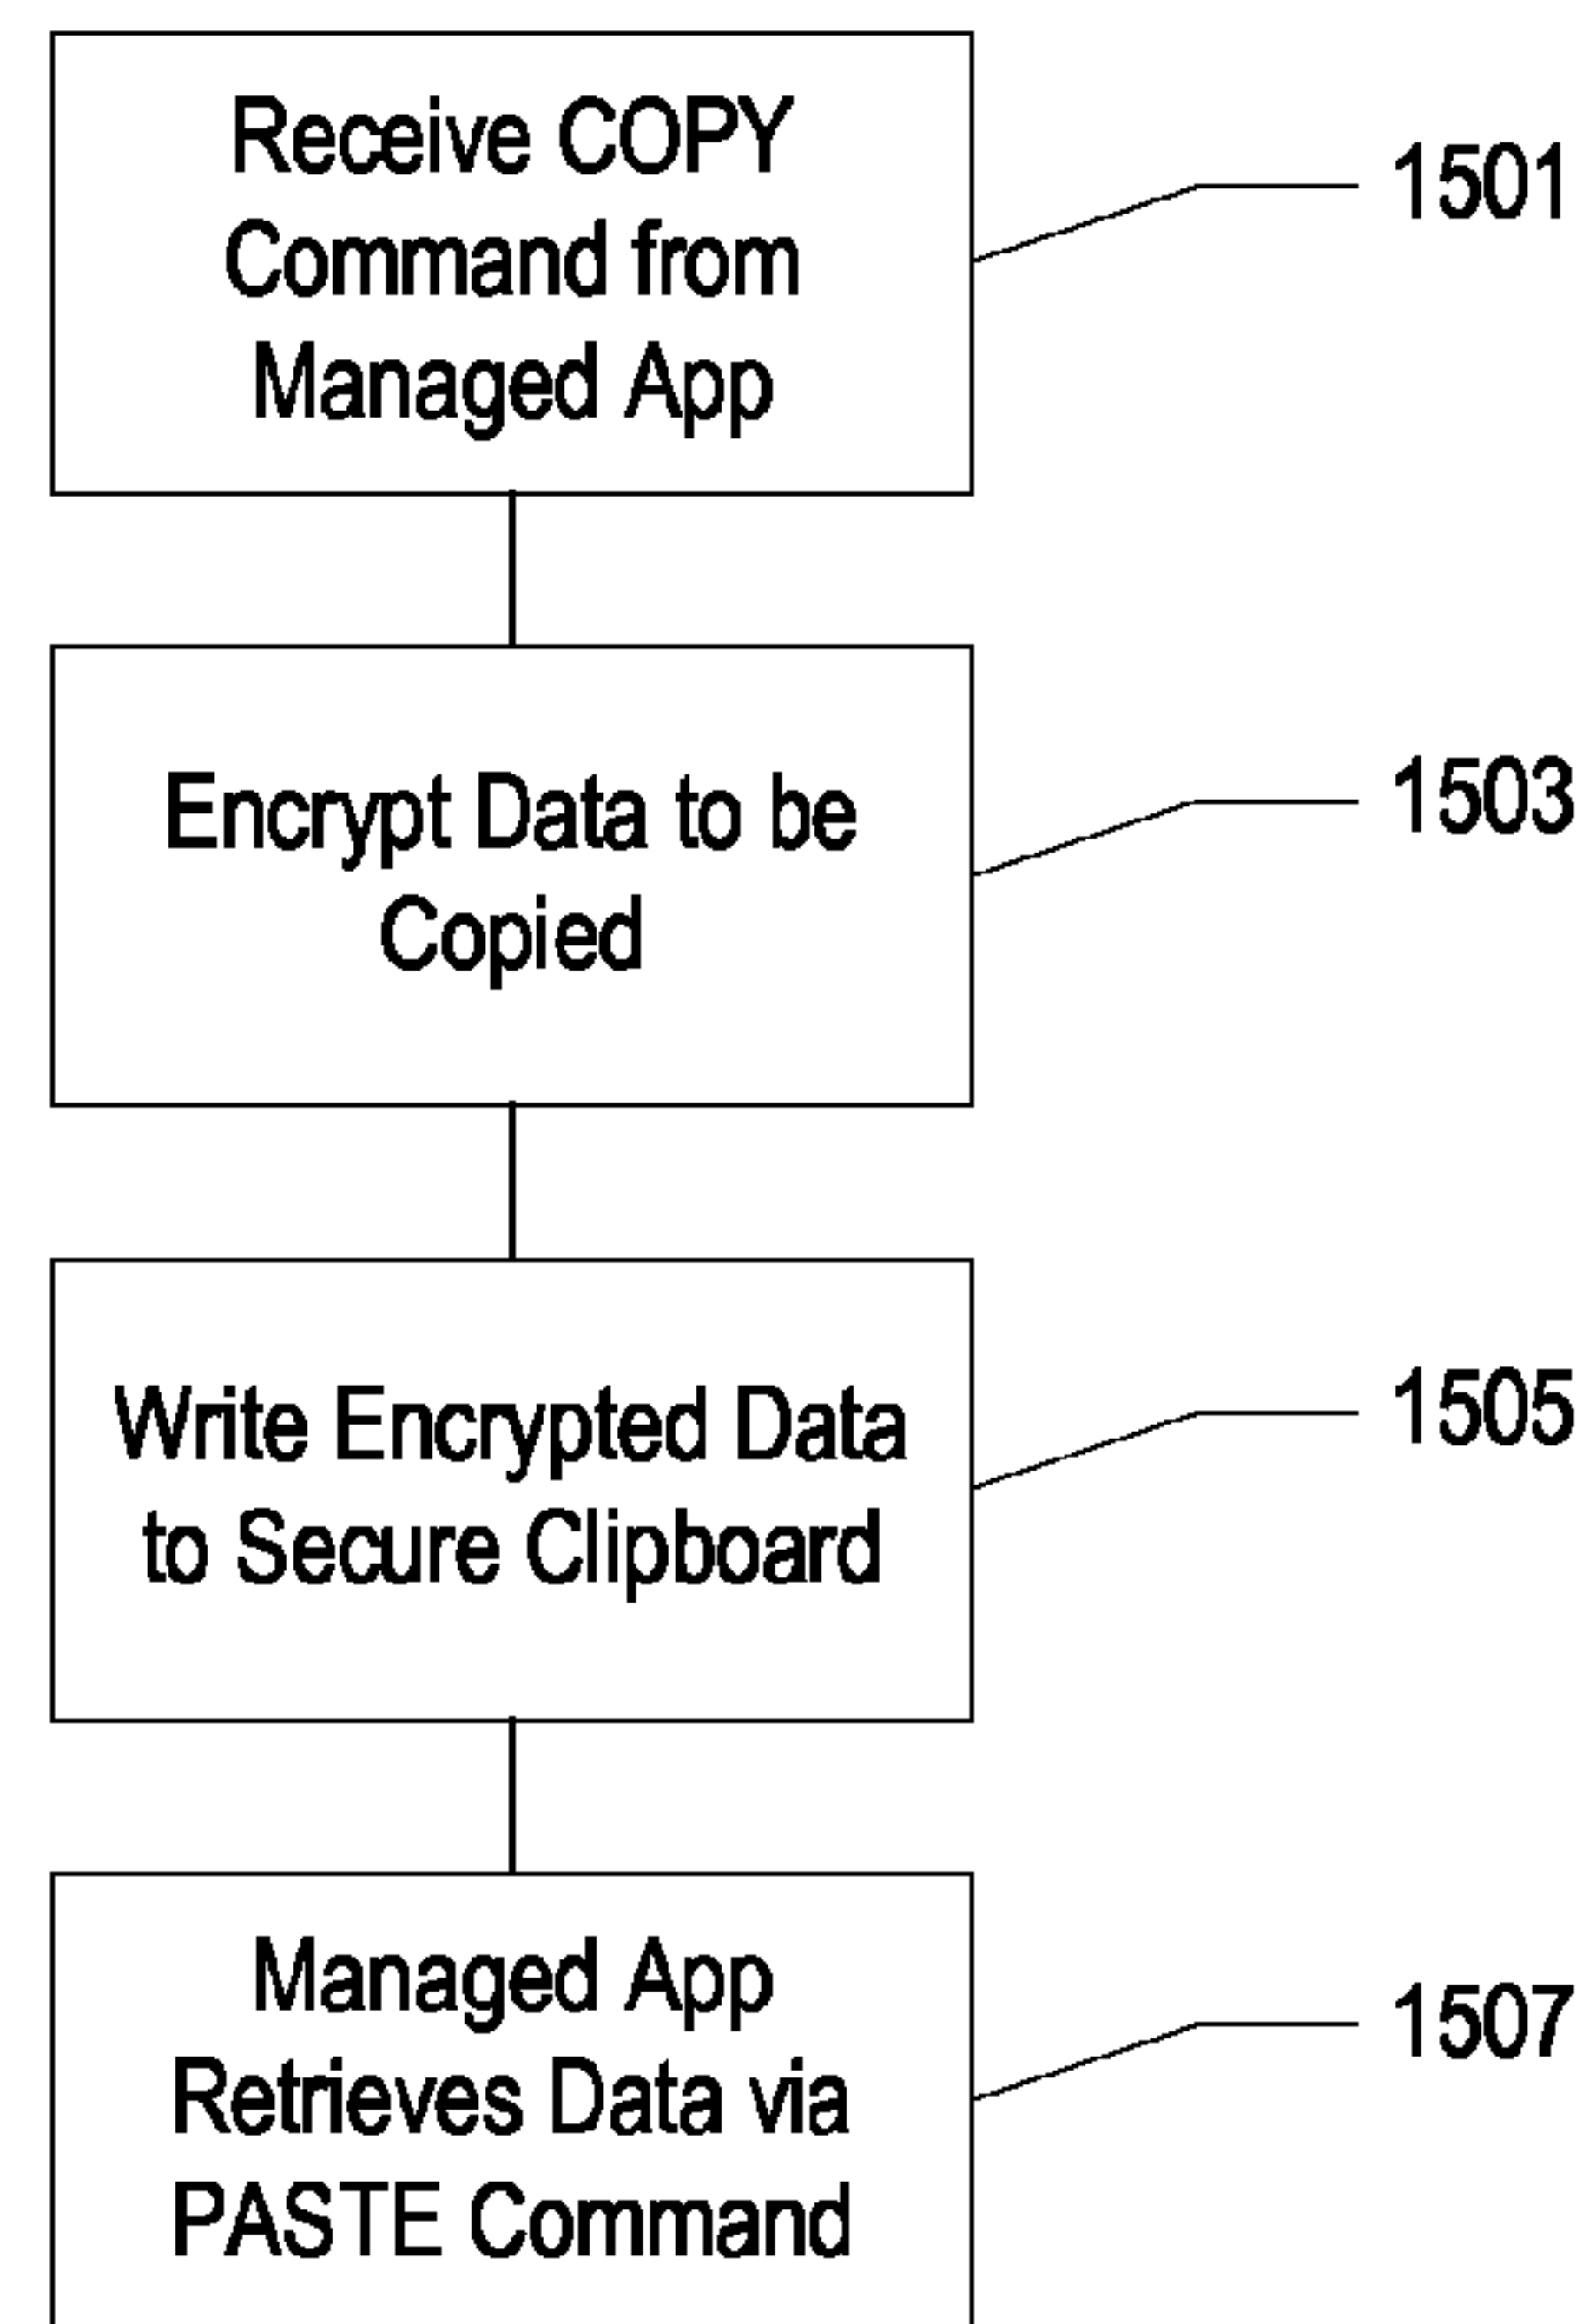 Receive COPY
Command from
Managed App
1501
Encrypt Data to be
Copied
1503
Write Encrypted Data
to Secure Clipboard
1505
Managed App
Retrieves Data via
PASTE Command
1507